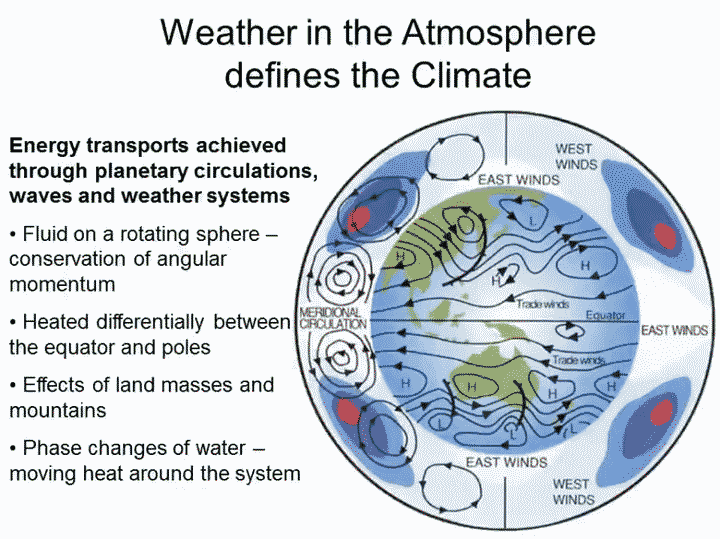 Weather in the Atmosphere
defines the Climate
Energy transports achieved
through planetary circulations,
waves and weather systems
• Fluid on a rotating sphere –
conservation of angular
momentum
• Heated differentially between
the equator and poles
• Effects of land masses and
mountains
• Phase changes of water –
moving heat around the system
WEST
WINDS
EAST WINDS
L
H
H
H
MERIDIONAL
CIRCULATION
Trade winds
Equator
EAST WINDS
Trade winds
H
H
H
H
L
L
L
EAST WINDS
WEST
WINDS